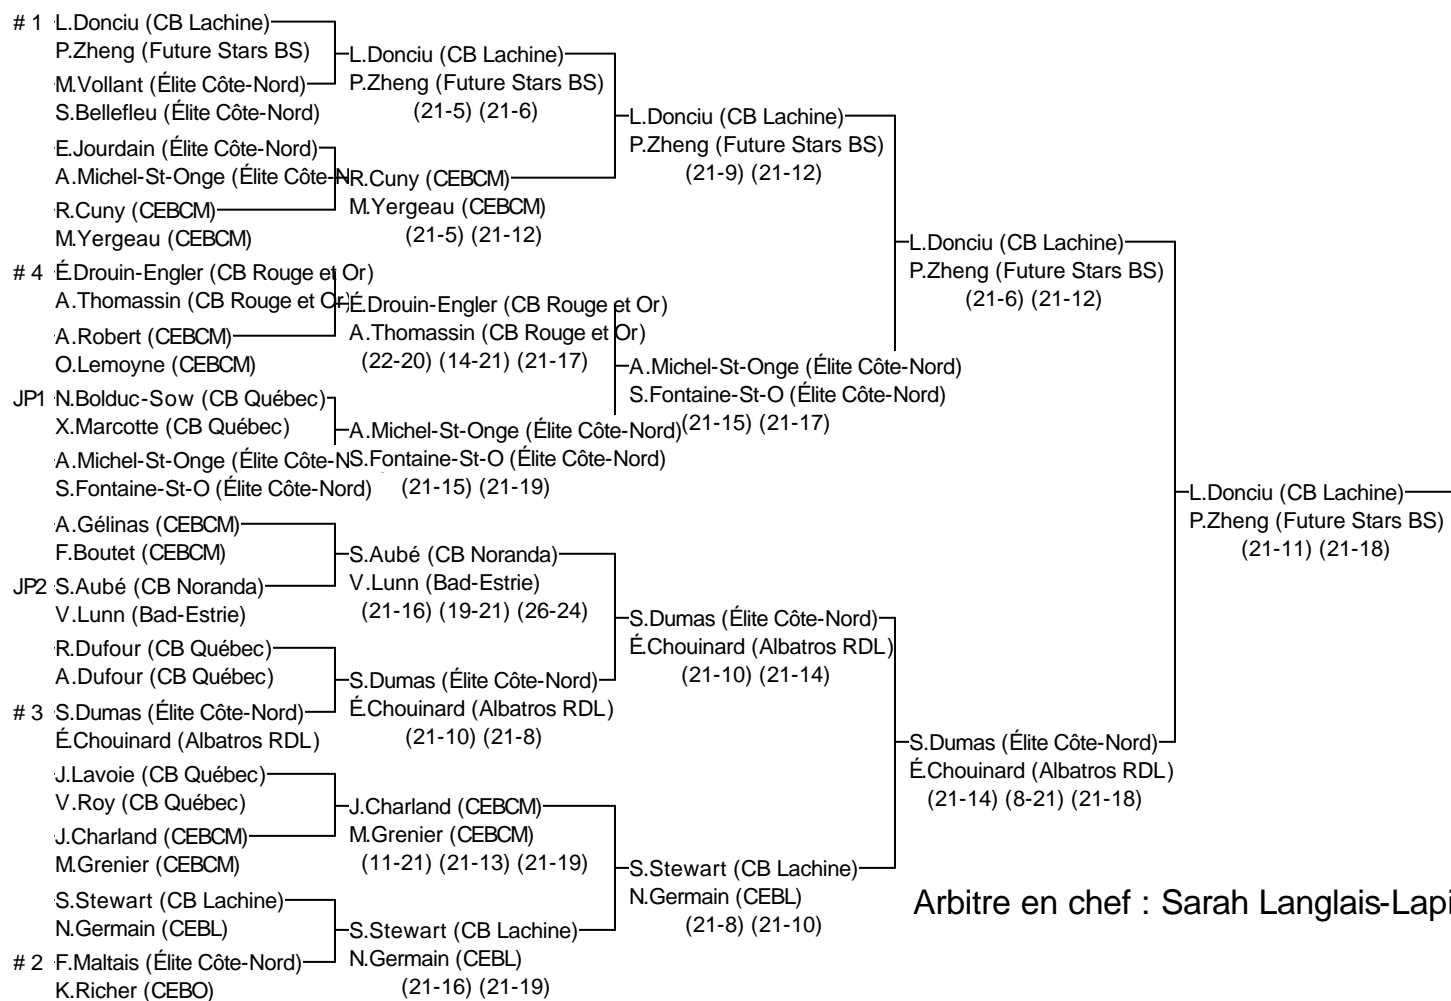 # 1 L.Donciu (CB Lachine)
P.Zheng (Future Stars BS)
M.Vollant (Élite Côte-Nord)
S.Bellefleu (Élite Côte-Nord)
E.Jourdain (Élite Côte-Nord)
A.Michel-St-Onge (Élite Côte-N
R.Cuny (CEBCM)
M.Yergeau (CEBCM)
# 4 É.Drouin-Engler (CB Rouge et Or)
A.Thomassin (CB Rouge et Or)
A.Robert (CEBCM)
O.Lemoyne (CEBCM)
JP1 N.Bolduc-Sow (CB Québec)
X.Marcotte (CB Québec)
A.Michel-St-Onge (Élite Côte-N
S.Fontaine-St-O (Élite Côte-Nord)
A.Gélinas (CEBCM)
F.Boutet (CEBCM)
JP2 S.Aubé (CB Noranda)
V.Lunn (Bad-Estrie)
R.Dufour (CB Québec)
A.Dufour (CB Québec)
# 3 S.Dumas (Élite Côte-Nord)
É.Chouinard (Albatros RDL)
J.Lavoie (CB Québec)
V.Roy (CB Québec)
J.Charland (CEBCM)
M.Grenier (CEBCM)
S.Stewart (CB Lachine)
N.Germain (CEBL)
# 2 F.Maltais (Élite Côte-Nord)
K.Richer (CEBO)
L.Donciu (CB Lachine)
P.Zheng (Future Stars BS)
(21-5) (21-6)
R.Cuny (CEBCM)
M.Yergeau (CEBCM)
(21-5) (21-12)
É.Drouin-Engler (CB Rouge et Or)
A.Thomassin (CB Rouge et Or)
(22-20) (14-21) (21-17)
A.Michel-St-Onge (Élite Côte-Nord)
S.Fontaine-St-O (Élite Côte-Nord)
(21-15) (21-19)
S.Aubé (CB Noranda)
V.Lunn (Bad-Estrie)
(21-16) (19-21) (26-24)
S.Dumas (Élite Côte-Nord)
É.Chouinard (Albatros RDL)
(21-10) (21-8)
J.Charland (CEBCM)
M.Grenier (CEBCM)
(11-21) (21-13) (21-19)
S.Stewart (CB Lachine)
N.Germain (CEBL)
(21-16) (21-19)
L.Donciu (CB Lachine)
P.Zheng (Future Stars BS)
(21-9) (21-12)
A.Michel-St-Onge (Élite Côte-Nord)
S.Fontaine-St-O (Élite Côte-Nord)
(21-15) (21-17)
S.Dumas (Élite Côte-Nord)
É.Chouinard (Albatros RDL)
(21-10) (21-14)
S.Stewart (CB Lachine)
N.Germain (CEBL)
(21-8) (21-10)
L.Donciu (CB Lachine)
P.Zheng (Future Stars BS)
(21-6) (21-12)
S.Dumas (Élite Côte-Nord)
É.Chouinard (Albatros RDL)
(21-14) (8-21) (21-18)
L.Donciu (CB Lachine)
P.Zheng (Future Stars BS)
(21-11) (21-18)
Arbitre en chef : Sarah Langlais-Lapi